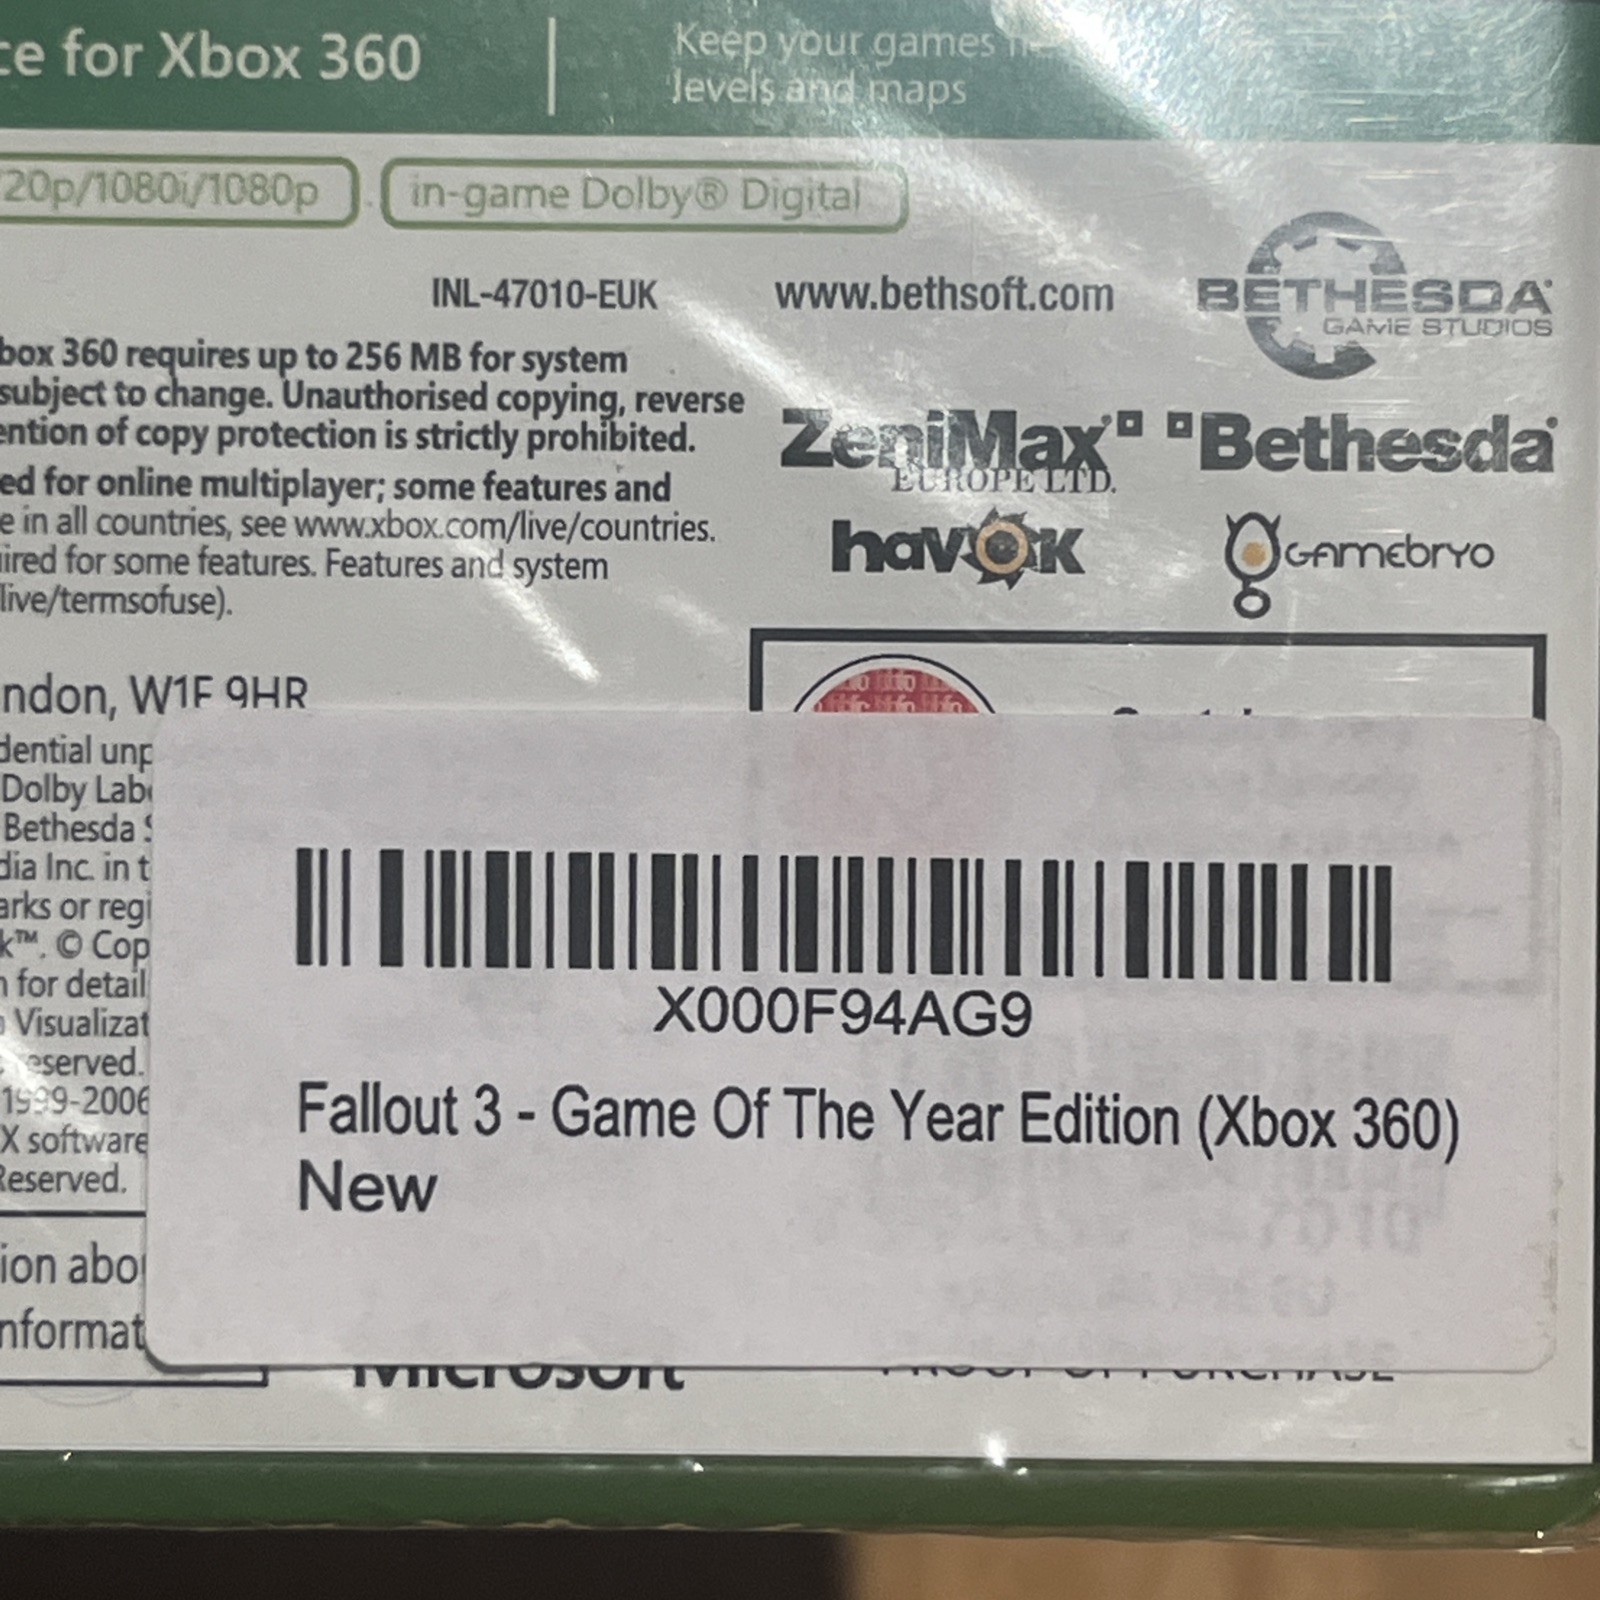 ce for Xbox 360
Keep your games
levels and maps
720p/1080i/1080p
in-game Dolby® Digital
INL-47010-EUK
www.bethsoft.com
BETHESDA
GAME STUDIOS
box 360 requires up to 256 MB for system
subject to change. Unauthorised copying, reverse
ention of copy protection is strictly prohibited.
ed for online multiplayer; some features and
e in all countries, see www.xbox.com/live/countries.
ired for some features. Features and system
live/termsofuse).
ZeniMax
EUROPE LTD.
Bethesda
havok
GAMEBRYO
ndon, W1F 9HR
dential unp
Dolby Lab
Bethesda S
dia Inc. in t
arks or regi
k™. © Cop
n for detail
Visualizat
eserved.
1999-2006
X software
Reserved.
ion abo
nformat
X000F94AG9
Fallout 3 - Game Of The Year Edition (Xbox 360)
New
Microsoft
PROOF OF PURCHASE